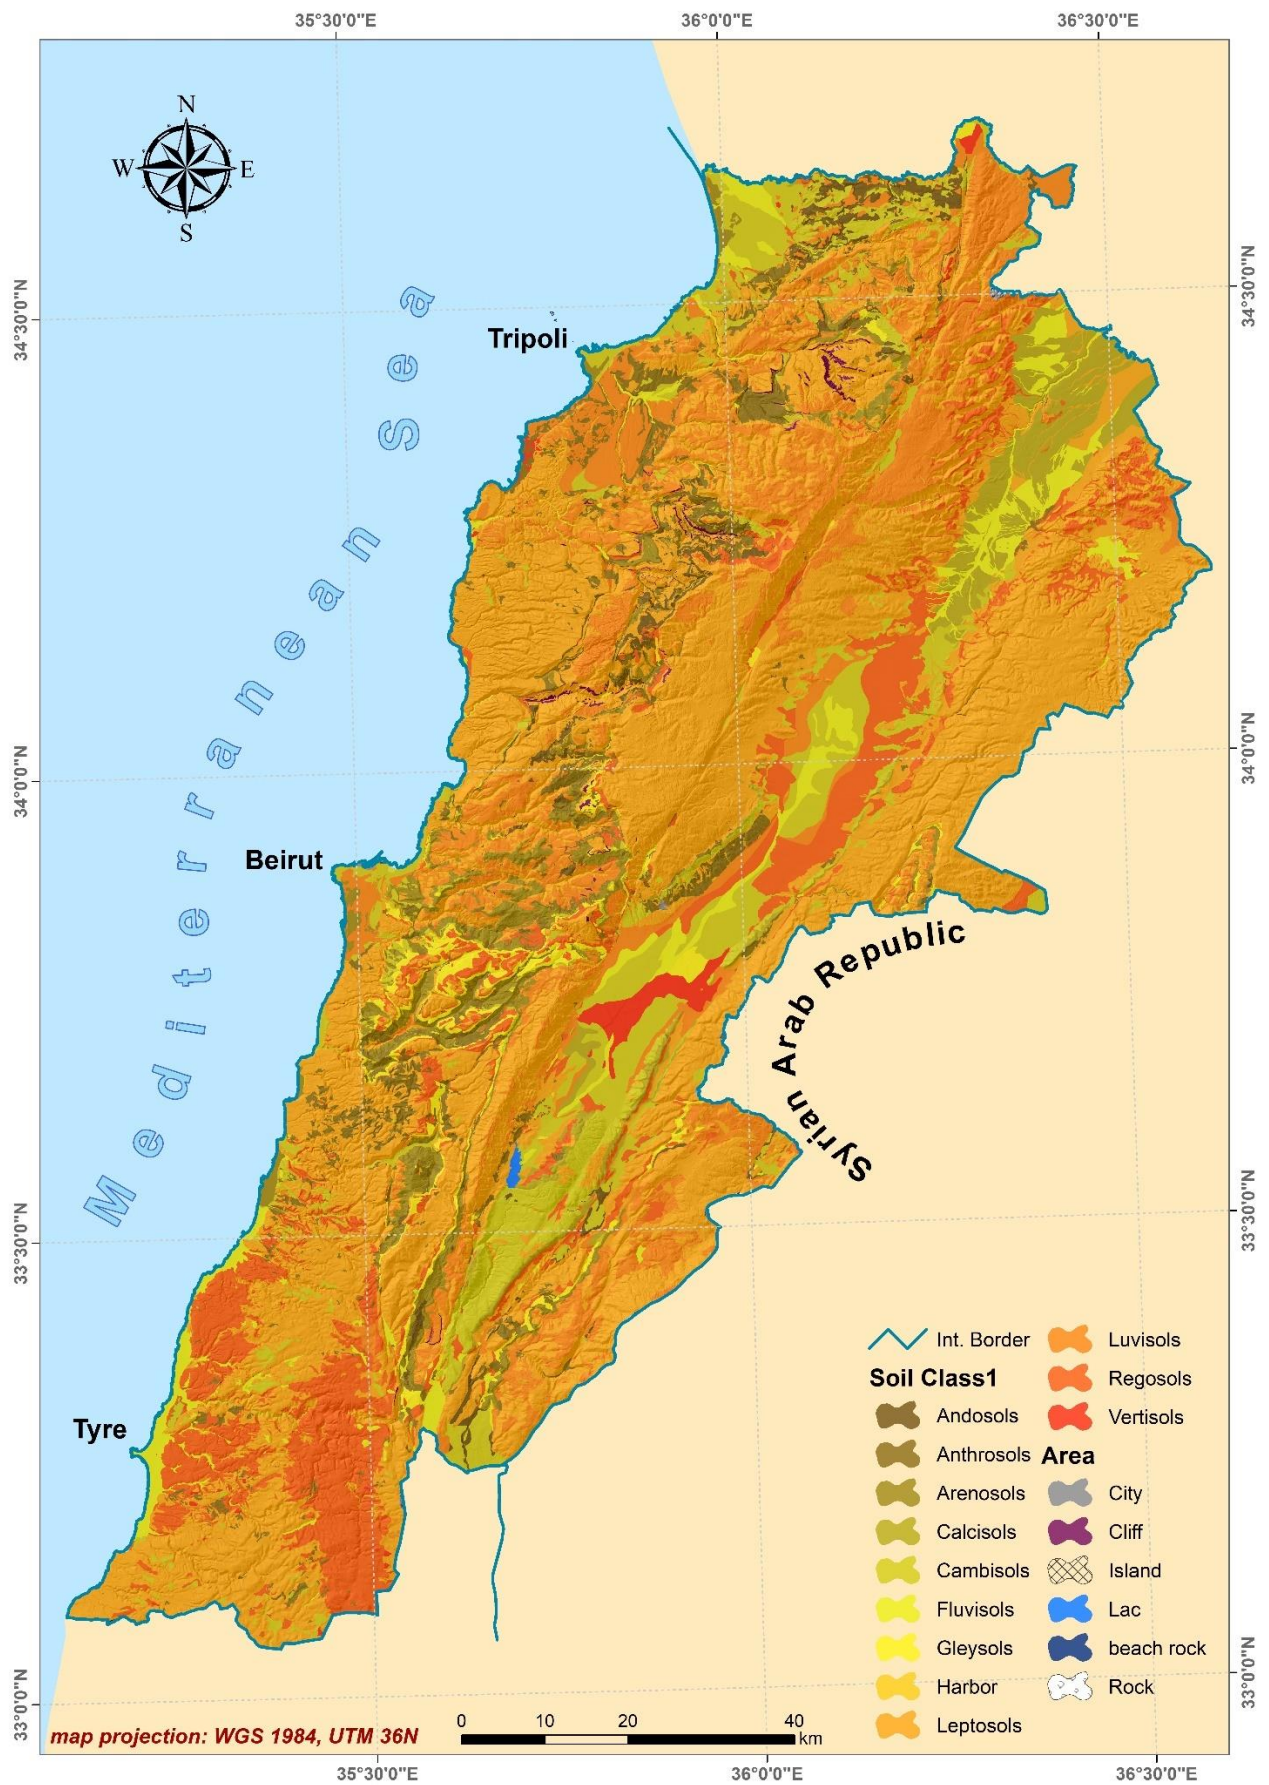 35°30'0"E
36°0'0"E
36°30'0"E
N
W
E
S
34°30'0"N
34°30'0"N
Tripoli
Mediterranean Sea
34°0'0"N
34°0'0"N
Beirut
Syrian Arab Republic
33°30'0"N
33°30'0"N
Tyre
Int. Border
Soil Class1
Andosols
Anthrosols
Arenosols
Calcisols
Cambisols
Fluvisols
Gleysols
Harbor
Leptosols
Luvisols
Regosols
Vertisols
Area
City
Cliff
Island
Lac
beach rock
Rock
33°0'0"N
33°0'0"N
map projection: WGS 1984, UTM 36N
0 10 20 40
km
35°30'0"E
36°0'0"E
36°30'0"E